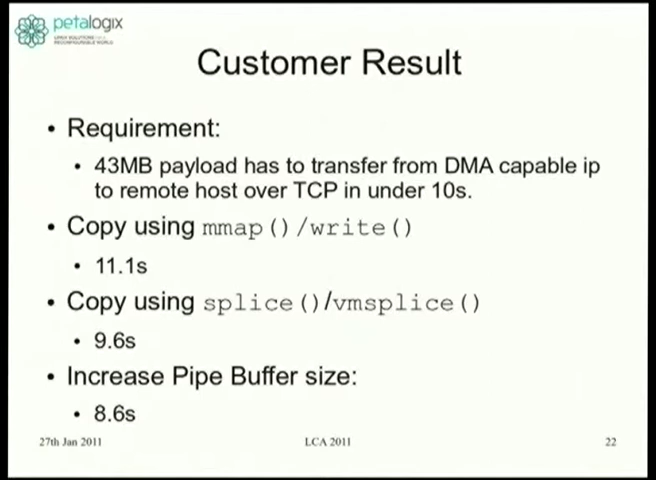 petalogix
Customer Result
• Requirement:
• 43MB payload has to transfer from DMA capable ip
to remote host over TCP in under 10s.
• Copy using mmap()/write()
• 11.1s
• Copy using splice()/vmsplice()
• 9.6s
• Increase Pipe Buffer size:
• 8.6s
27th Jan 2011
LCA 2011
22